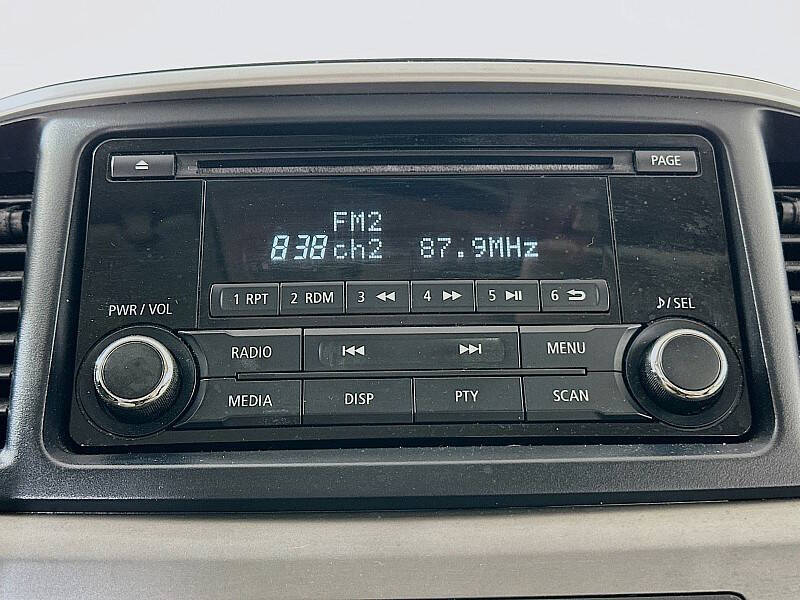 PAGE
FM2
838 ch2 87.9MHz
1 RPT 2 RDM 3 4 5 6
PWR / VOL
♪/SEL
RADIO MENU
MEDIA DISP PTY SCAN